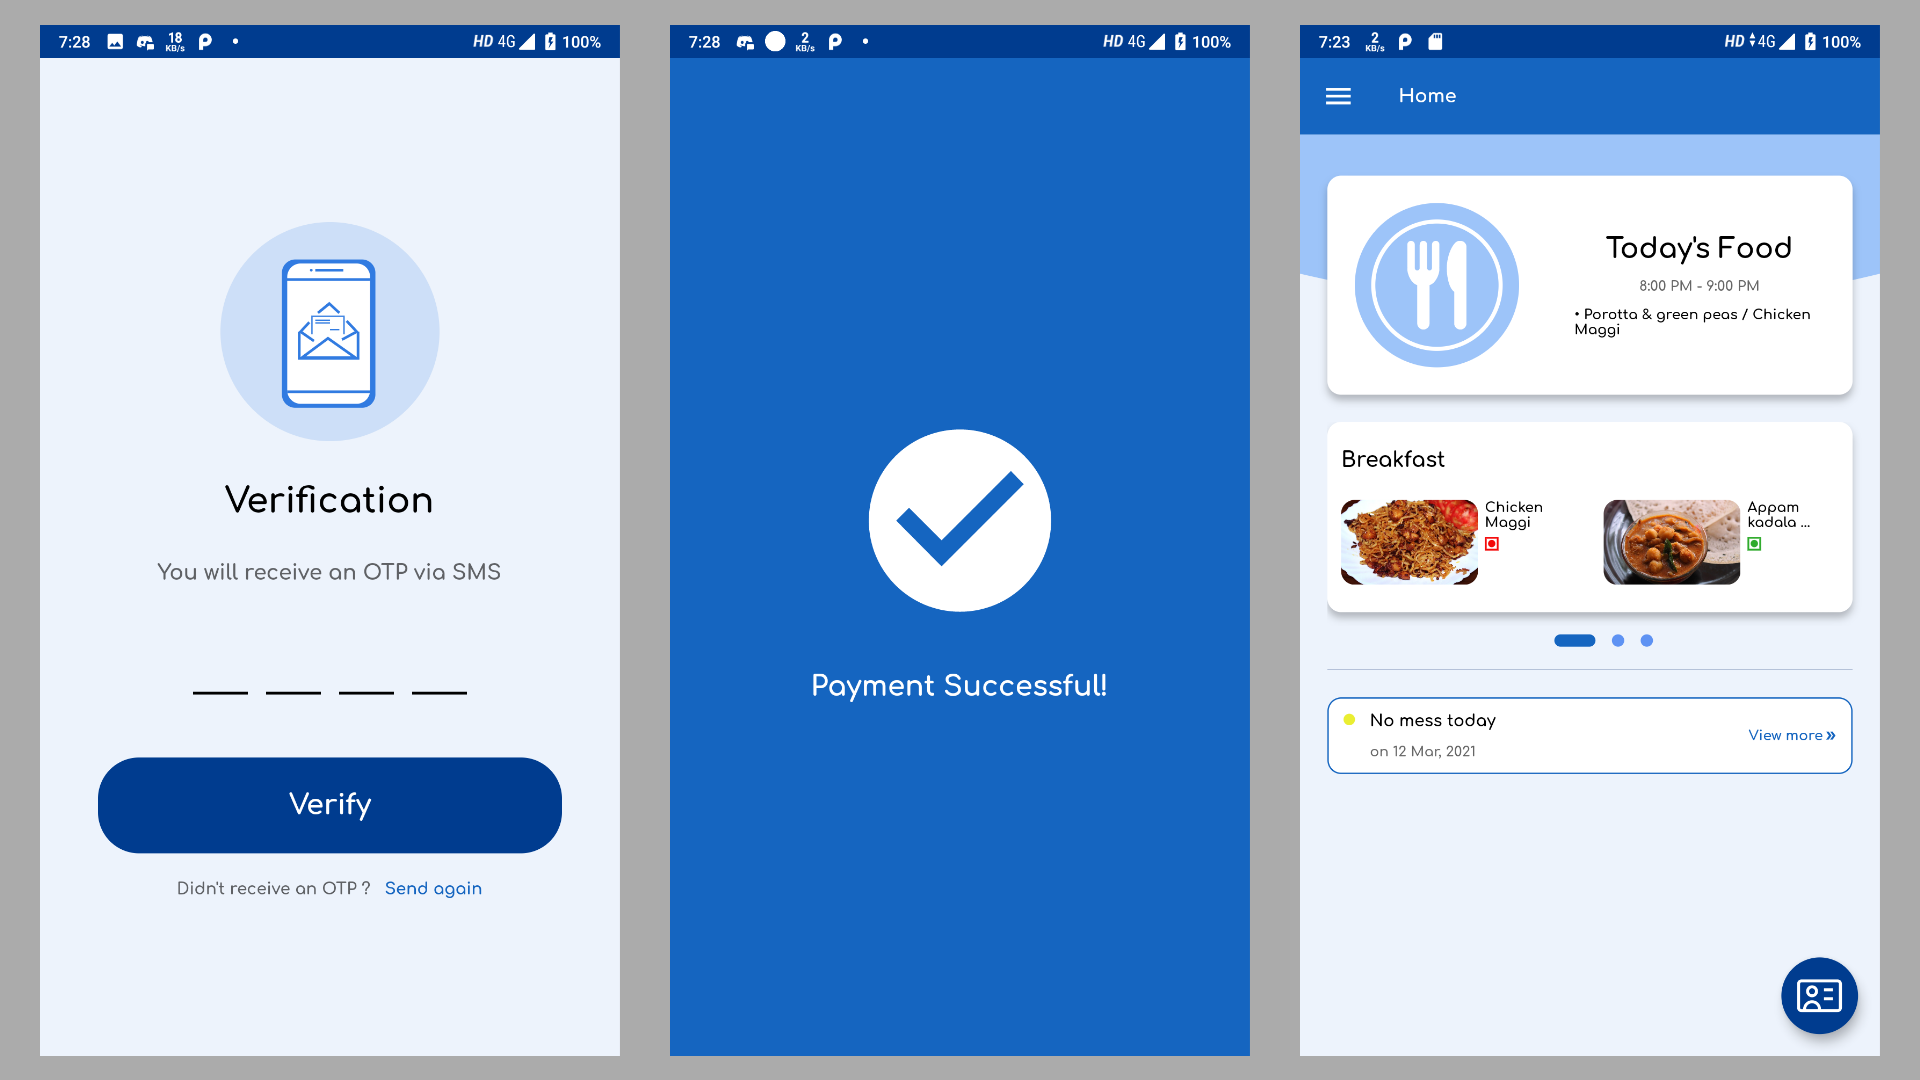 7:28 18 KB/s HD 4G 100%
Verification
You will receive an OTP via SMS
Verify
Didn't receive an OTP ? Send again
7:28 2 KB/s HD 4G 100%
Payment Successful!
7:23 2 KB/s HD 4G 100%
Home
Today's Food
8:00 PM - 9:00 PM
• Porotta & green peas / Chicken
Maggi
Breakfast
Chicken
Maggi
Appam
kadala ...
No mess today
on 12 Mar, 2021
View more »